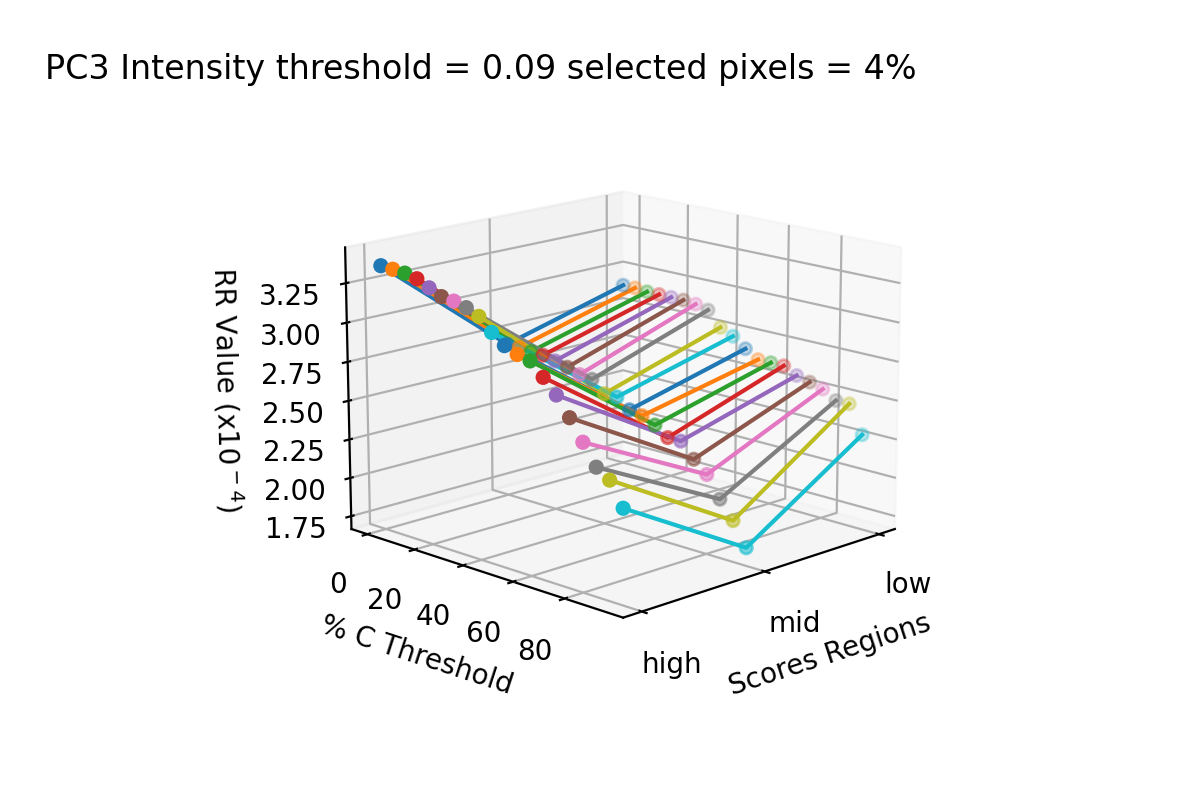 PC3 Intensity threshold = 0.09 selected pixels = 4%
RR Value (x10⁻⁴)
3.25
3.00
2.75
2.50
2.25
2.00
1.75
0
20
40
60
80
% C Threshold
high
mid
low
Scores Regions